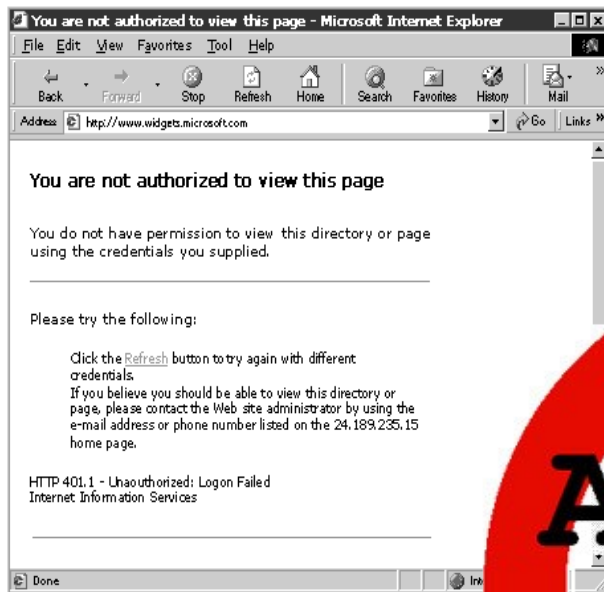 You are not authorized to view this page - Microsoft Internet Explorer
File Edit View Favorites Tool Help
Back Forward Stop Refresh Home Search Favorites History Mail
Address http://www.widgets.microsoft.com Go Links
You are not authorized to view this page
You do not have permission to view this directory or page
using the credentials you supplied.
Please try the following:
Click the Refresh button to try again with different
credentials.
If you believe you should be able to view this directory or
page, please contact the Web site administrator by using the
e-mail address or phone number listed on the 24.189.235.15
home page.
HTTP 401.1 - Unaouthorized: Logon Failed
Internet Information Services
A
Done